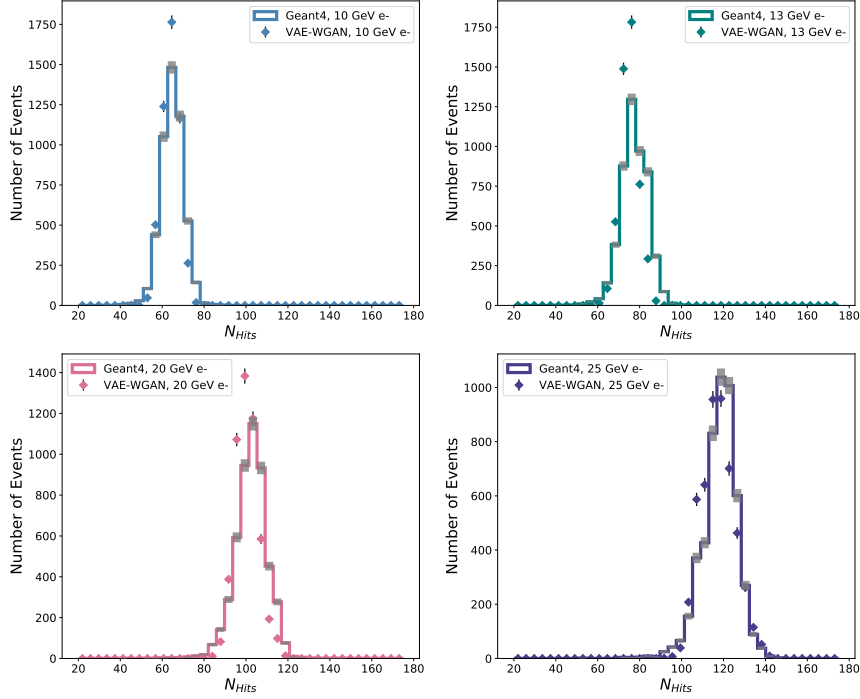 Number of Events
1750
1500
1250
1000
750
500
250
0
20 40 60 80 100 120 140 160 180
N_Hits
Geant4, 10 GeV e-
VAE-WGAN, 10 GeV e-
Number of Events
1750
1500
1250
1000
750
500
250
0
20 40 60 80 100 120 140 160 180
N_Hits
Geant4, 13 GeV e-
VAE-WGAN, 13 GeV e-
Number of Events
1400
1200
1000
800
600
400
200
0
20 40 60 80 100 120 140 160 180
N_Hits
Geant4, 20 GeV e-
VAE-WGAN, 20 GeV e-
Number of Events
1000
800
600
400
200
0
20 40 60 80 100 120 140 160 180
N_Hits
Geant4, 25 GeV e-
VAE-WGAN, 25 GeV e-